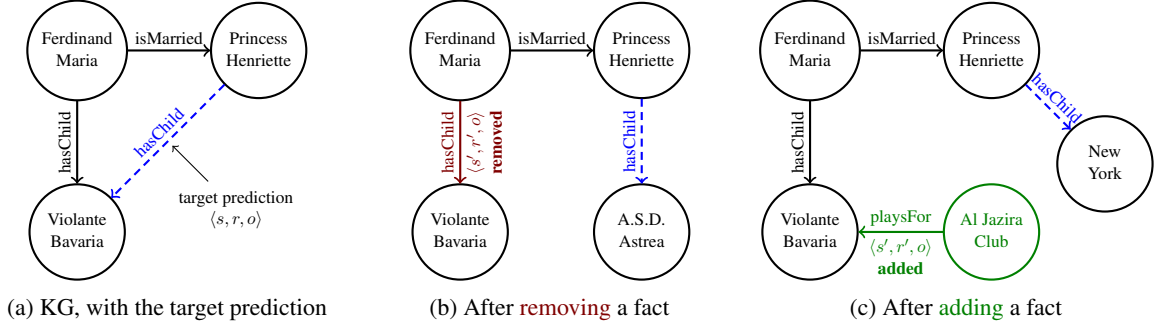 Ferdinand
Maria
isMarried
Princess
Henriette
hasChild
hasChild
target prediction
⟨s, r, o⟩
Violante
Bavaria
(a) KG, with the target prediction
Ferdinand
Maria
isMarried
Princess
Henriette
hasChild
⟨s′, r′, o⟩
removed
hasChild
Violante
Bavaria
A.S.D.
Astrea
(b) After removing a fact
Ferdinand
Maria
isMarried
Princess
Henriette
hasChild
hasChild
New
York
Violante
Bavaria
playsFor
⟨s′, r′, o⟩
added
Al Jazira
Club
(c) After adding a fact